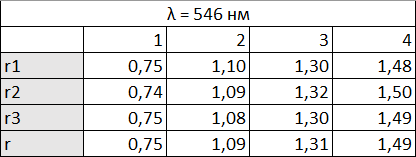 λ = 546 нм
1 2 3 4
r1 0,75 1,10 1,30 1,48
r2 0,74 1,09 1,32 1,50
r3 0,75 1,08 1,30 1,49
r 0,75 1,09 1,31 1,49